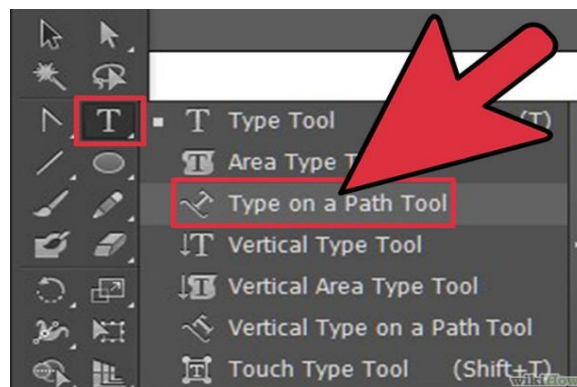 T Type Tool (T)
Area Type T
Type on a Path Tool
Vertical Type Tool
Vertical Area Type Tool
Vertical Type on a Path Tool
Touch Type Tool (Shift+T)
wikiHow